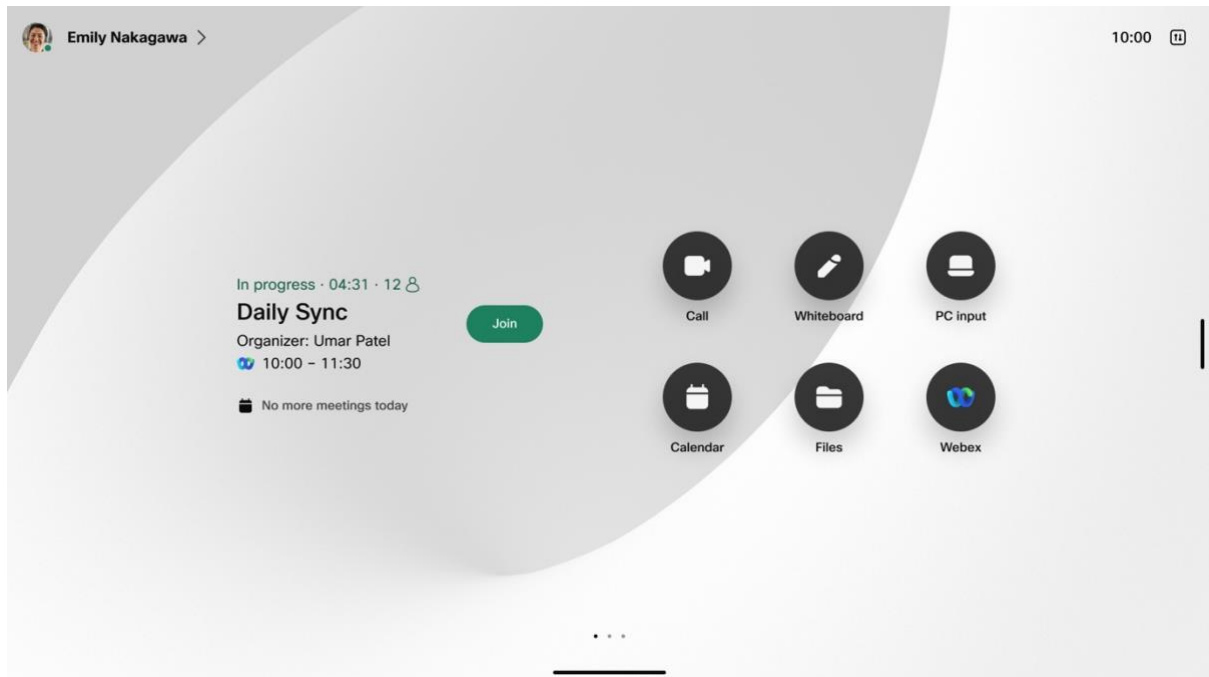 Emily Nakagawa
10:00
In progress · 04:31 · 12
Daily Sync
Organizer: Umar Patel
10:00 – 11:30
No more meetings today
Join
Call
Whiteboard
PC input
Calendar
Files
Webex